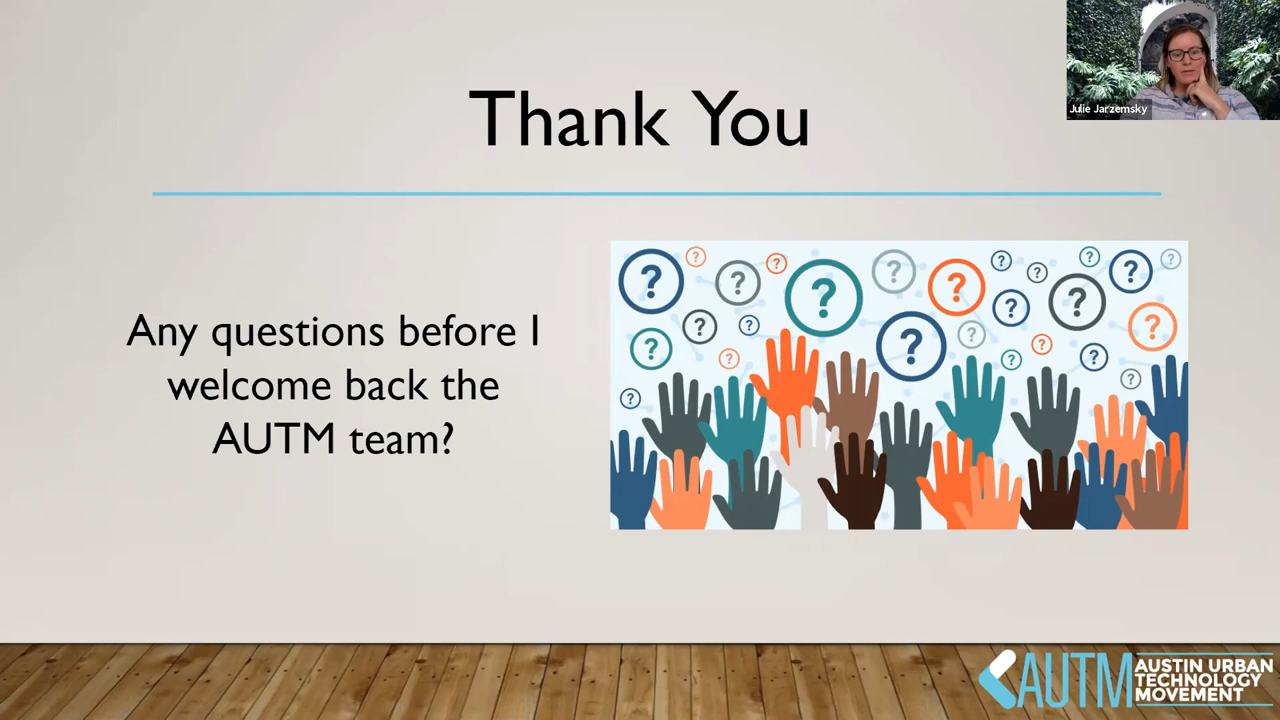 Julie Jarzemsky
Thank You
Any questions before I
welcome back the
AUTM team?
? ? ? ? ? ? ? ? ? ? ? ? ? ? ? ? ? ? ? ? ? ? ? ? ?
AUTM
AUSTIN URBAN
TECHNOLOGY
MOVEMENT